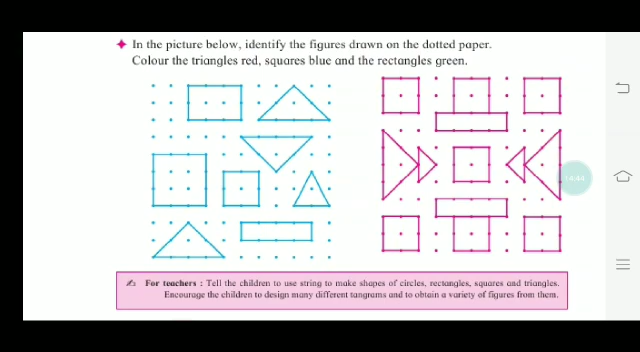 In the picture below, identify the figures drawn on the dotted paper.
Colour the triangles red, squares blue and the rectangles green.
14:44
For teachers : Tell the children to use string to make shapes of circles, rectangles, squares and triangles.
Encourage the children to design many different tangrams and to obtain a variety of figures from them.